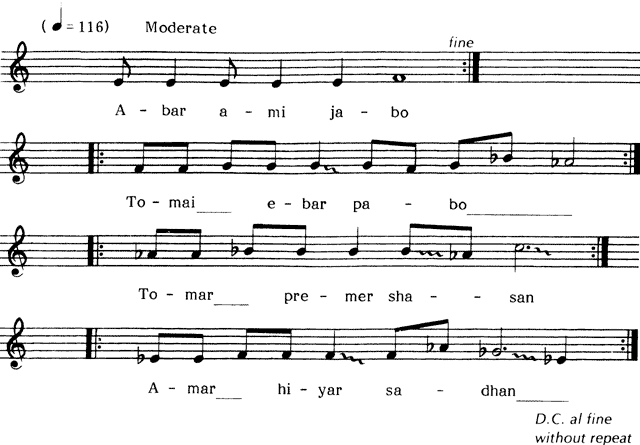 (♩= 116) Moderate
fine
A - bar a - mi ja - bo
To - mai___ e - bar pa - bo___________
To - mar___ pre - mer sha - - san
A - mar___ hi - yar sa - dhan_____
D.C. al fine
without repeat